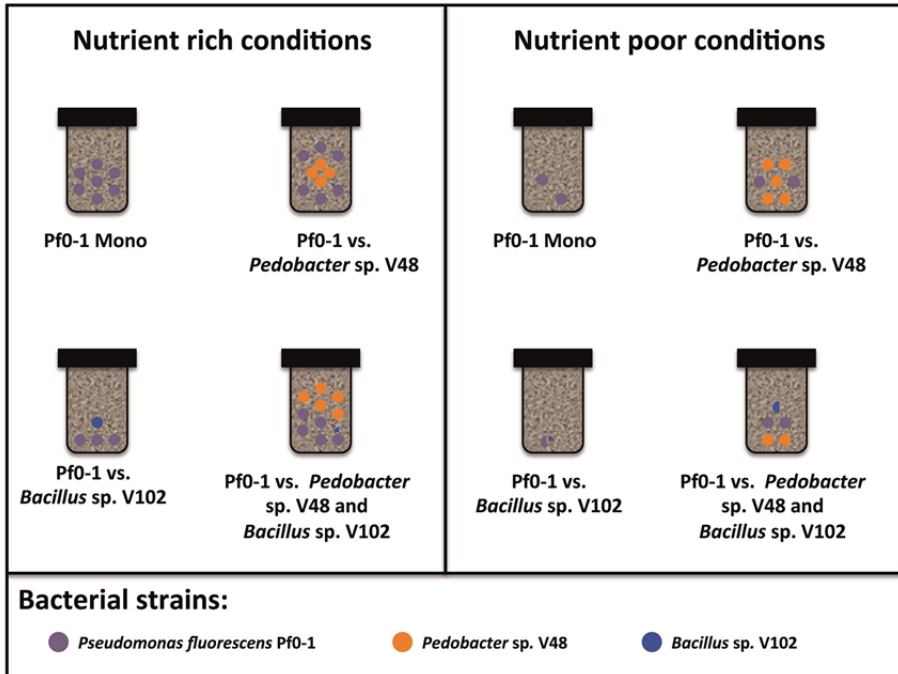 Nutrient rich conditions
Pf0-1 Mono
Pf0-1 vs.
Pedobacter sp. V48
Pf0-1 vs.
Bacillus sp. V102
Pf0-1 vs. Pedobacter
sp. V48 and
Bacillus sp. V102
Nutrient poor conditions
Pf0-1 Mono
Pf0-1 vs.
Pedobacter sp. V48
Pf0-1 vs.
Bacillus sp. V102
Pf0-1 vs. Pedobacter
sp. V48 and
Bacillus sp. V102
Bacterial strains:
Pseudomonas fluorescens Pf0-1
Pedobacter sp. V48
Bacillus sp. V102